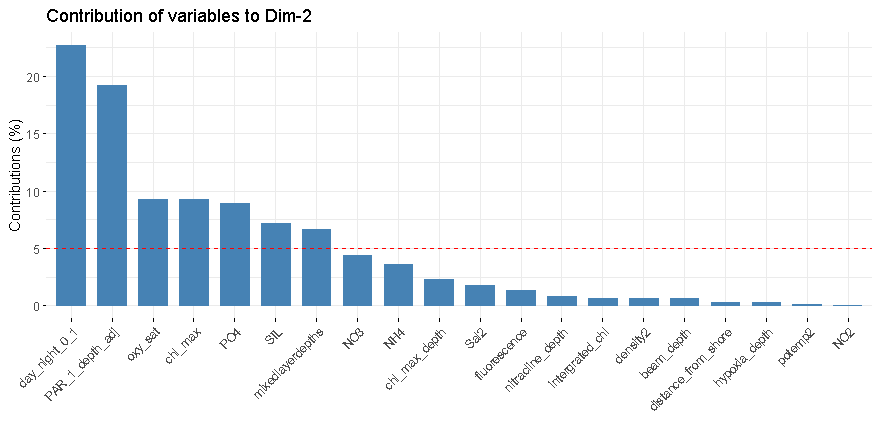 Contribution of variables to Dim-2
Contributions (%)
20
15
10
5
0
day_night_0_1
PAR_1_depth_adj
oxy_sat
chl_max
PO4
SIL
mixedlayerdepths
NO3
NH4
chl_max_depth
Sal2
fluorescence
nitracline_depth
Intergrated_chl
density2
beam_depth
distance_from_shore
hypoxia_depth
potemp2
NO2